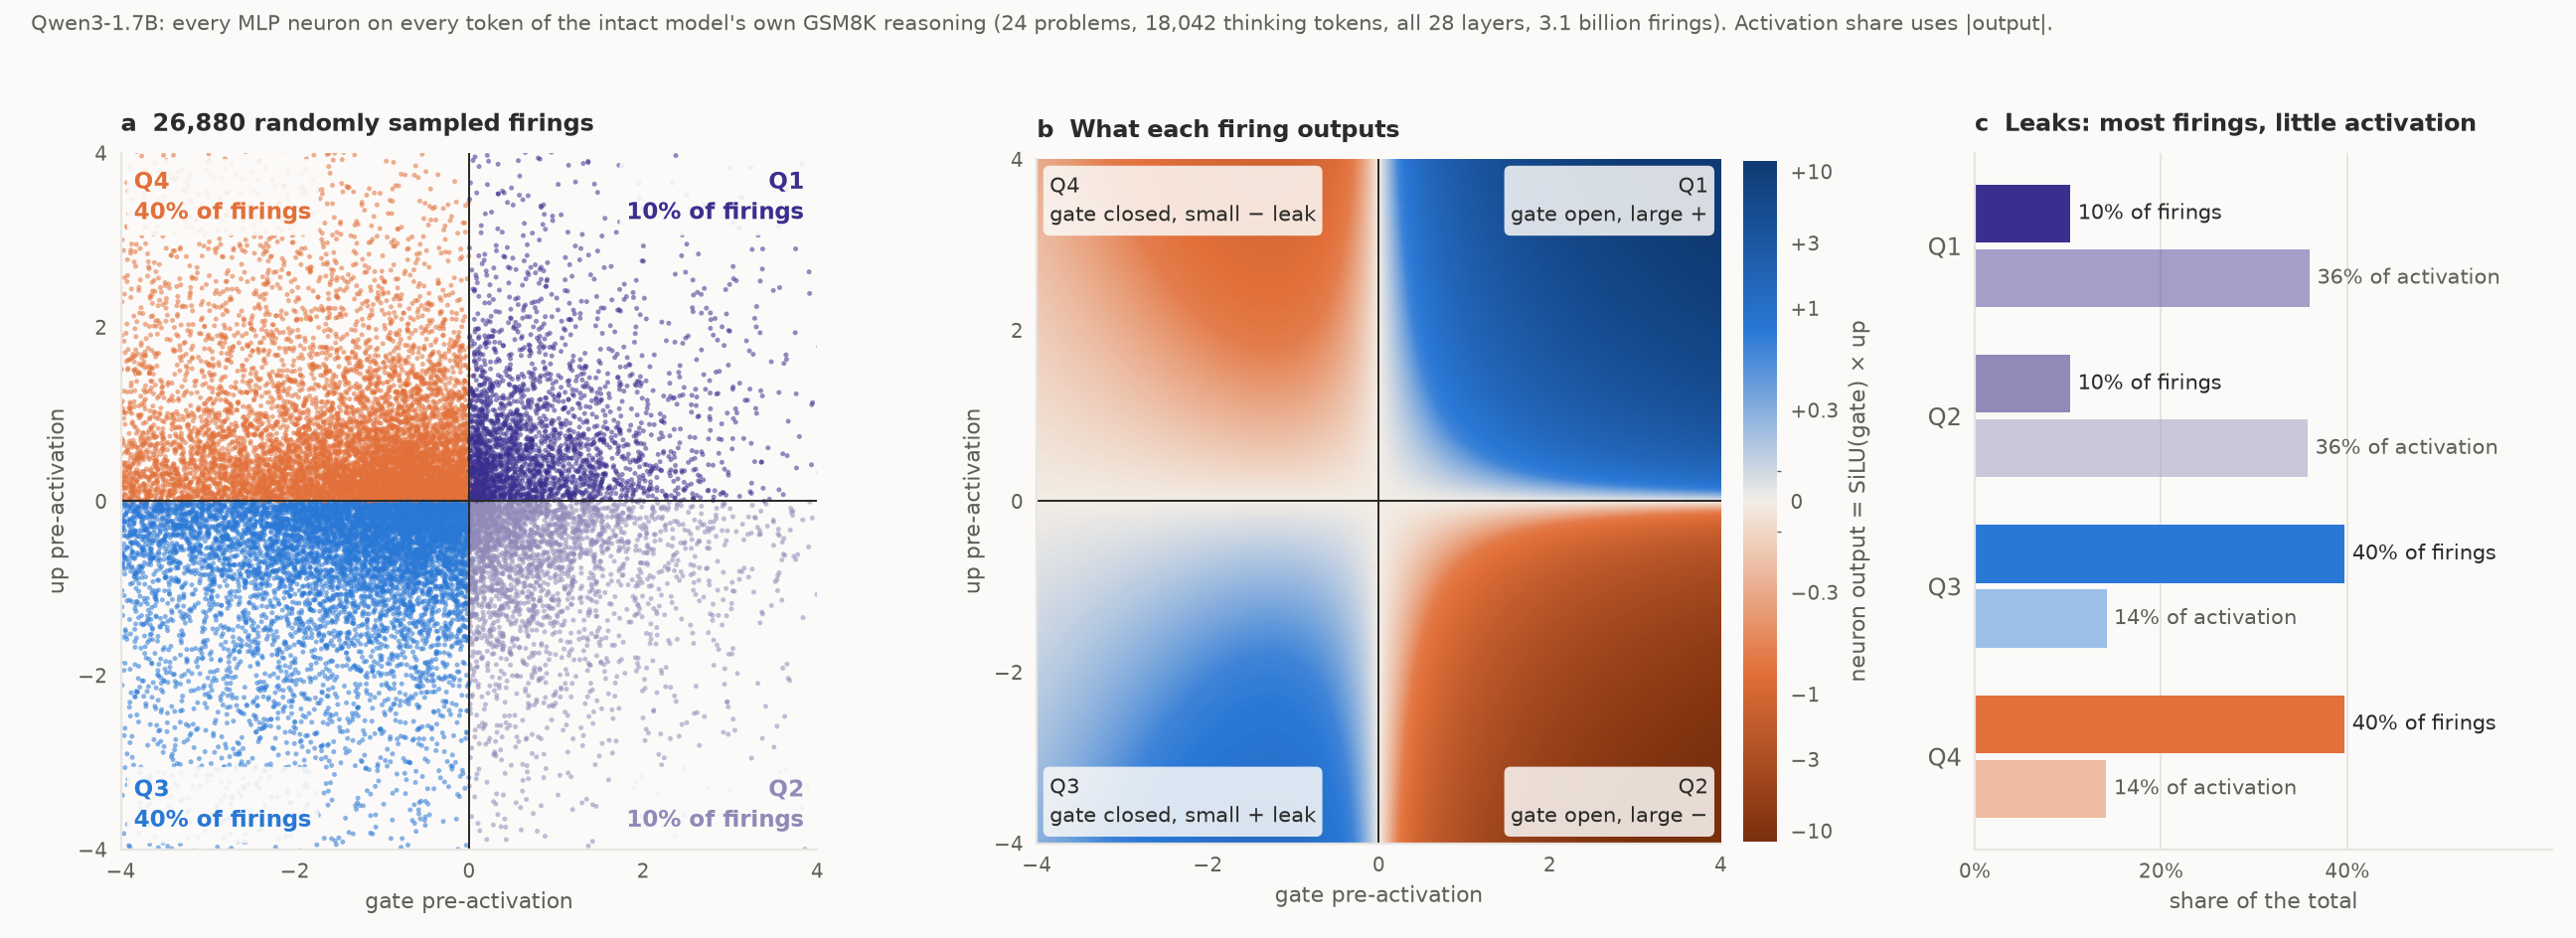 Qwen3-1.7B: every MLP neuron on every token of the intact model's own GSM8K reasoning (24 problems, 18,042 thinking tokens, all 28 layers, 3.1 billion firings). Activation share uses |output|.
a 26,880 randomly sampled firings
4
2
0
−2
−4
−4
−2
0
2
4
up pre-activation
gate pre-activation
Q4
40% of firings
Q1
10% of firings
Q3
40% of firings
Q2
10% of firings
b What each firing outputs
4
2
0
−2
−4
−4
−2
0
2
4
up pre-activation
gate pre-activation
Q4
gate closed, small − leak
Q1
gate open, large +
Q3
gate closed, small + leak
Q2
gate open, large −
+10
+3
+1
+0.3
0
−0.3
−1
−3
−10
neuron output = SiLU(gate) × up
c Leaks: most firings, little activation
Q1
10% of firings
36% of activation
Q2
10% of firings
36% of activation
Q3
40% of firings
14% of activation
Q4
40% of firings
14% of activation
0%
20%
40%
share of the total